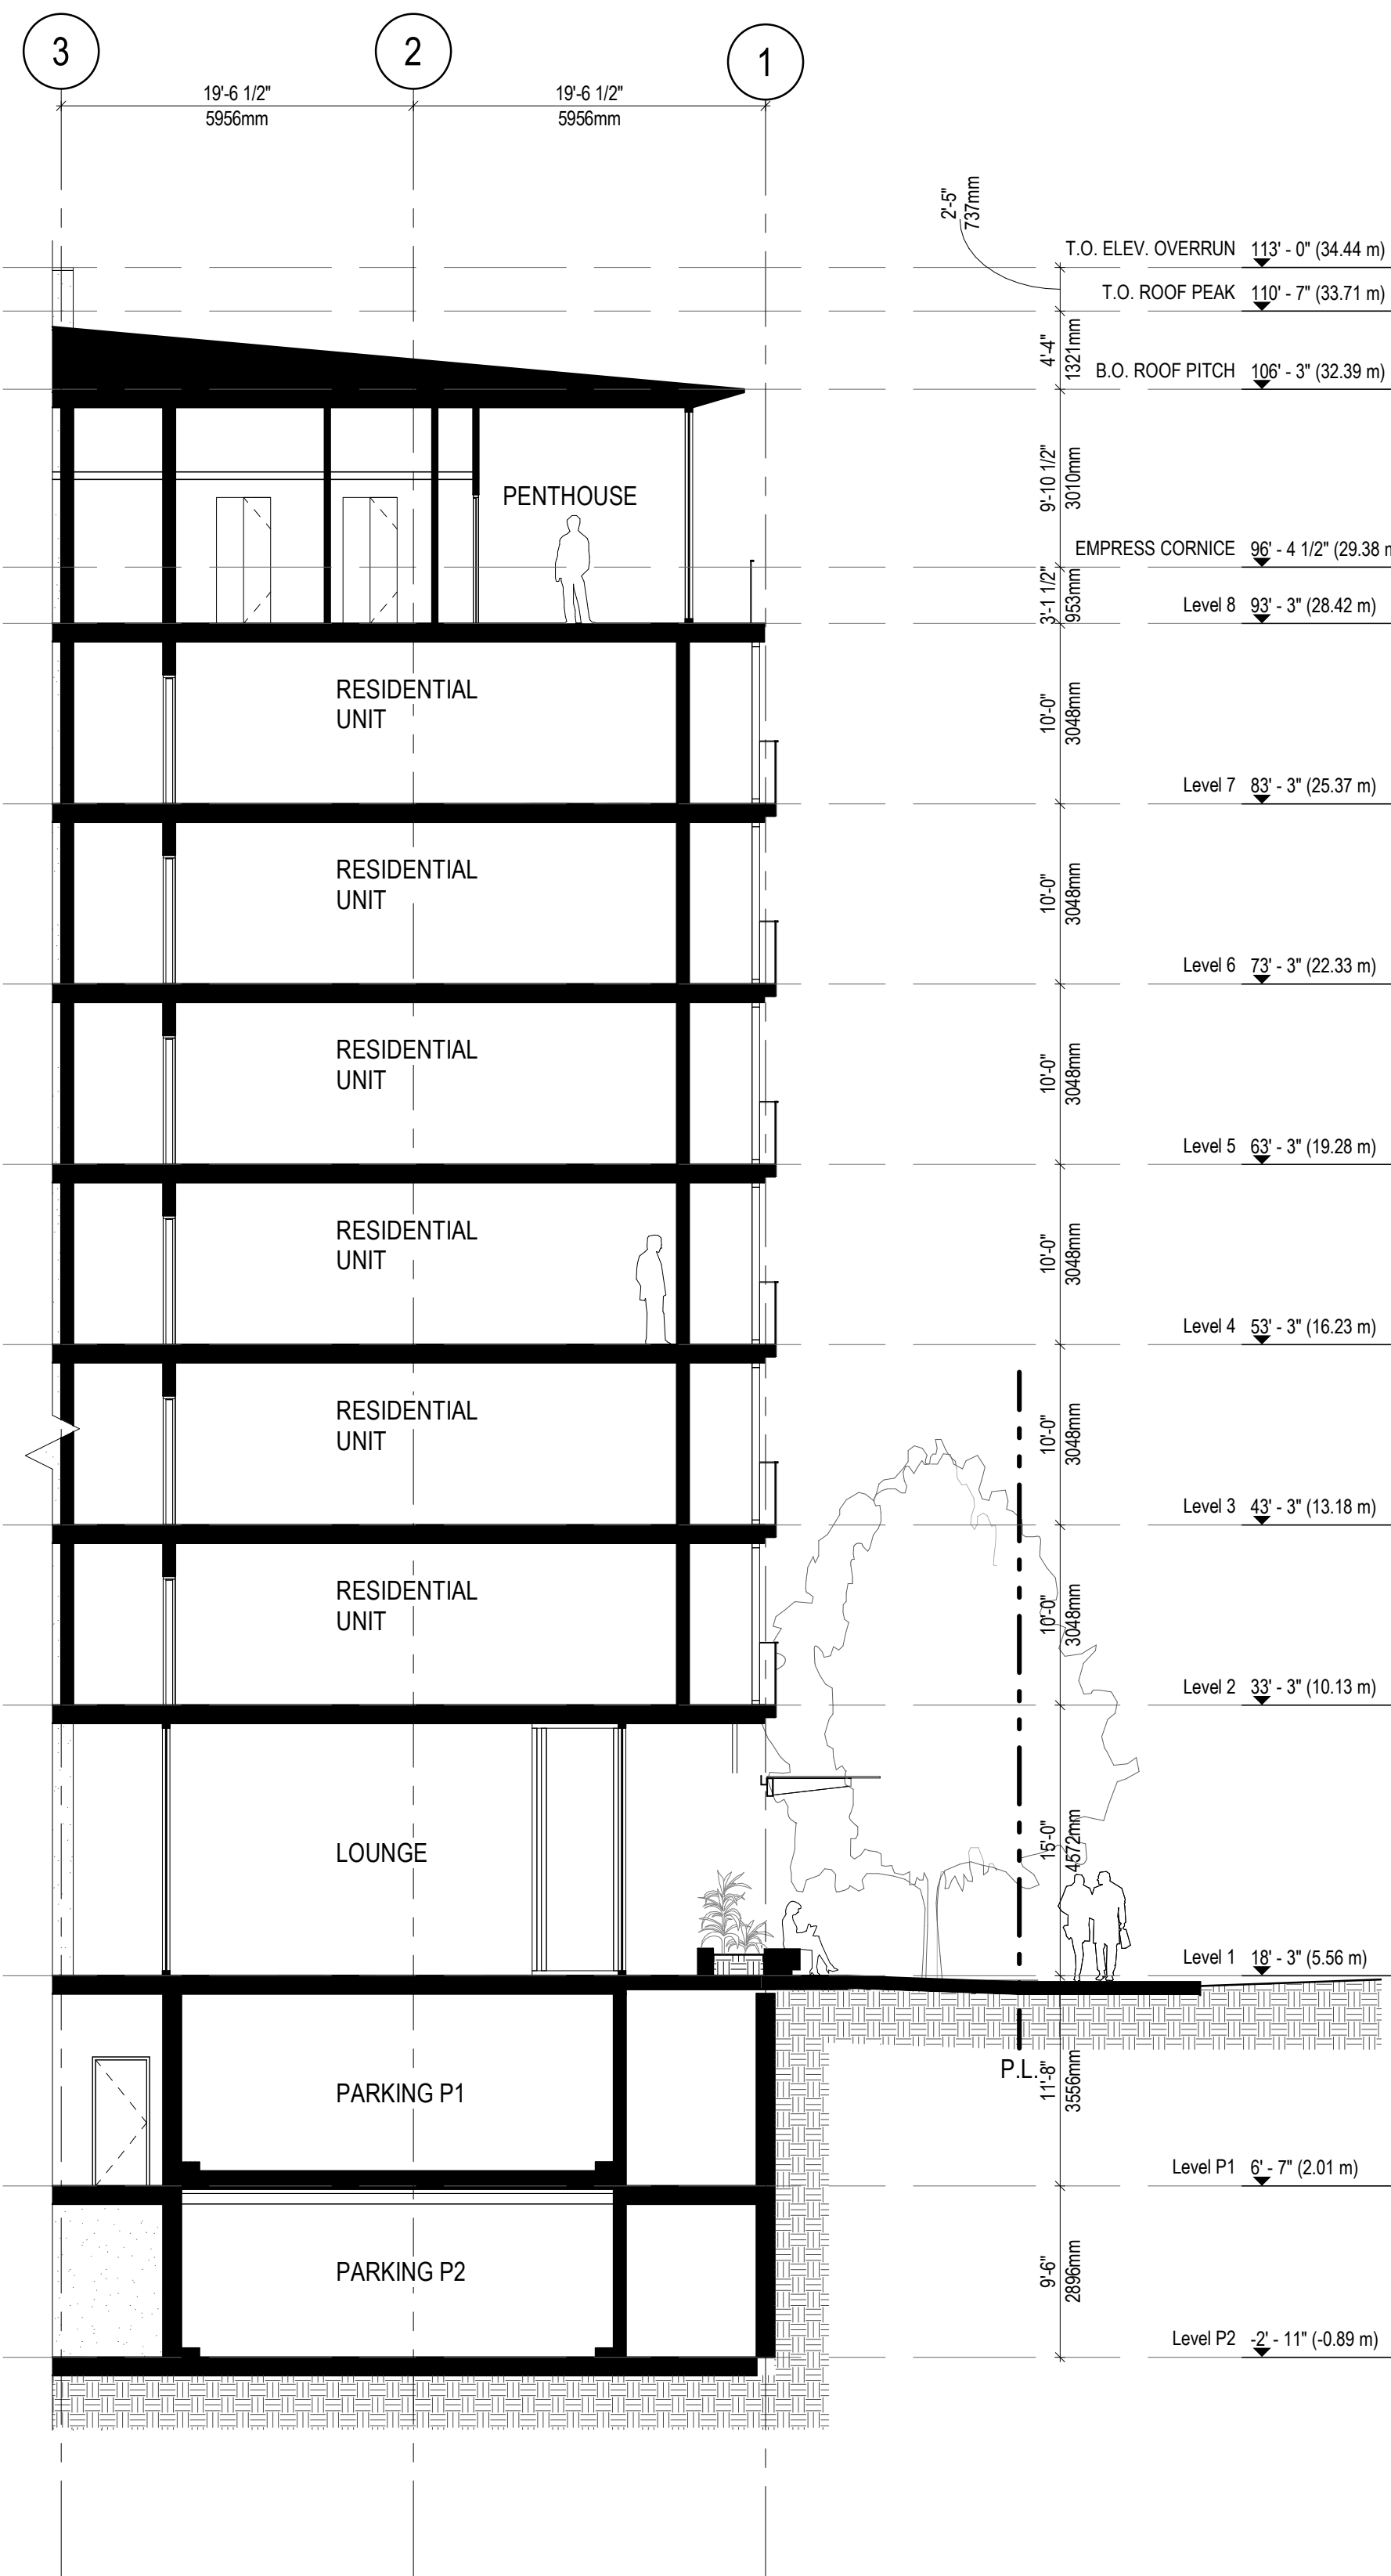 3
2
1
19'-6 1/2"
5956mm
19'-6 1/2"
5956mm
2'-5"
737mm
T.O. ELEV. OVERRUN 113' - 0" (34.44 m)
T.O. ROOF PEAK 110' - 7" (33.71 m)
4'-4"
1321mm
B.O. ROOF PITCH 106' - 3" (32.39 m)
9'-10 1/2"
3010mm
PENTHOUSE
EMPRESS CORNICE 96' - 4 1/2" (29.38 m
3'-1 1/2"
953mm
Level 8 93' - 3" (28.42 m)
RESIDENTIAL
UNIT
10'-0"
3048mm
Level 7 83' - 3" (25.37 m)
RESIDENTIAL
UNIT
10'-0"
3048mm
Level 6 73' - 3" (22.33 m)
RESIDENTIAL
UNIT
10'-0"
3048mm
Level 5 63' - 3" (19.28 m)
RESIDENTIAL
UNIT
10'-0"
3048mm
Level 4 53' - 3" (16.23 m)
RESIDENTIAL
UNIT
10'-0"
3048mm
Level 3 43' - 3" (13.18 m)
RESIDENTIAL
UNIT
10'-0"
3048mm
Level 2 33' - 3" (10.13 m)
LOUNGE
15'-0"
4572mm
Level 1 18' - 3" (5.56 m)
P.L.
11'-8"
3556mm
PARKING P1
Level P1 6' - 7" (2.01 m)
PARKING P2
9'-6"
2896mm
Level P2 -2' - 11" (-0.89 m)